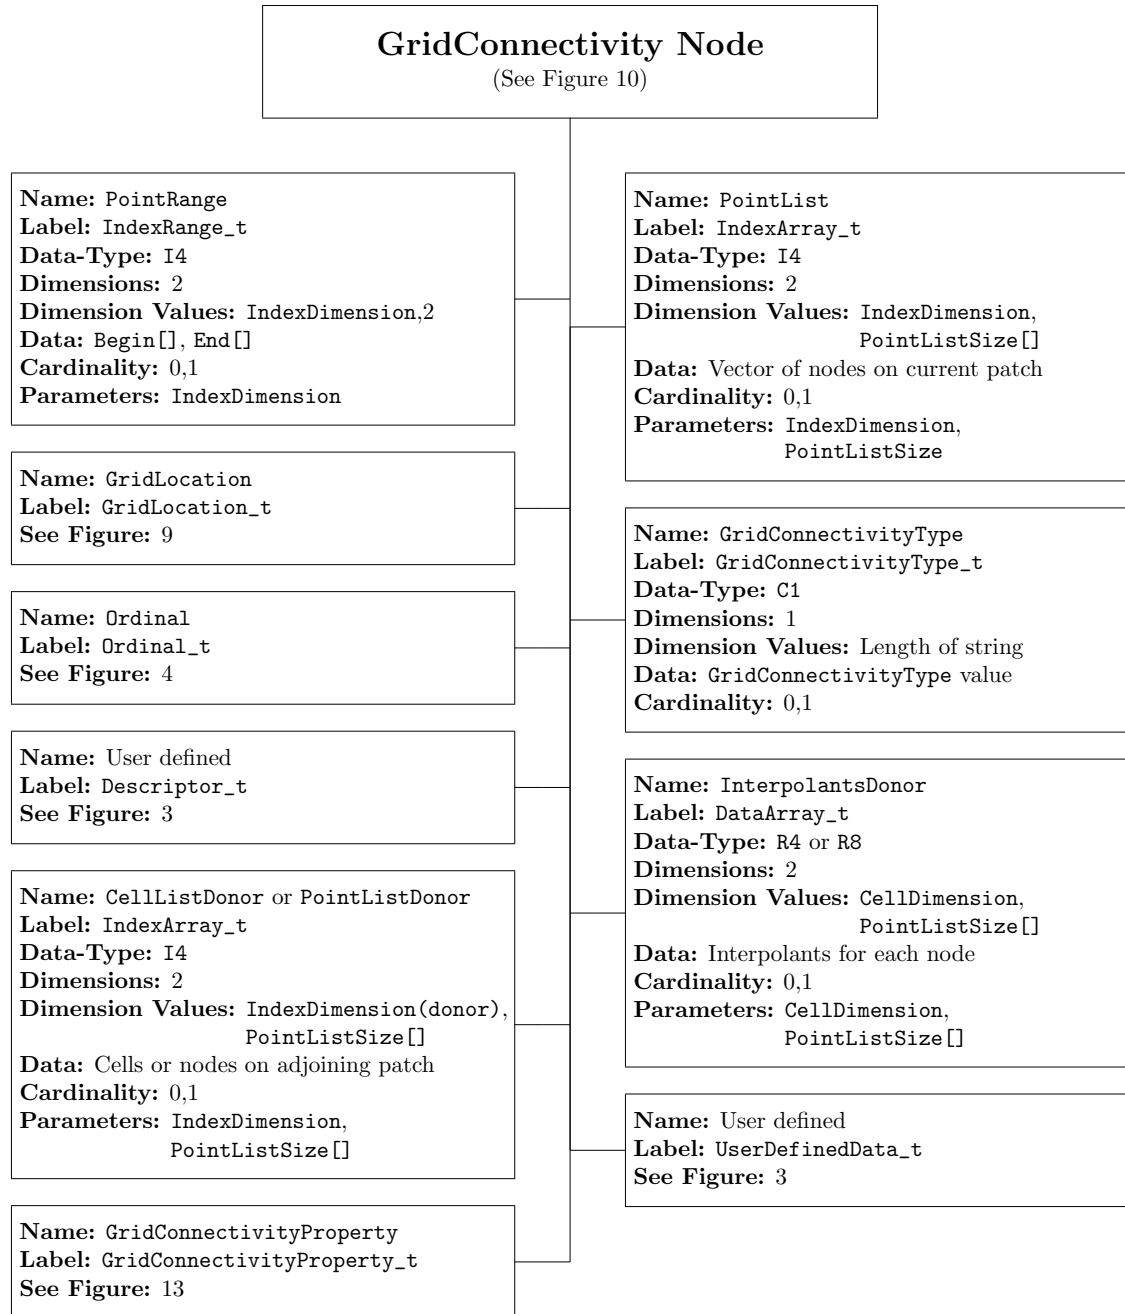 GridConnectivity Node
(See Figure 10)
Name: PointRange
Label: IndexRange_t
Data-Type: I4
Dimensions: 2
Dimension Values: IndexDimension,2
Data: Begin[], End[]
Cardinality: 0,1
Parameters: IndexDimension
Name: GridLocation
Label: GridLocation_t
See Figure: 9
Name: Ordinal
Label: Ordinal_t
See Figure: 4
Name: User defined
Label: Descriptor_t
See Figure: 3
Name: CellListDonor or PointListDonor
Label: IndexArray_t
Data-Type: I4
Dimensions: 2
Dimension Values: IndexDimension(donor),
PointListSize[]
Data: Cells or nodes on adjoining patch
Cardinality: 0,1
Parameters: IndexDimension,
PointListSize[]
Name: GridConnectivityProperty
Label: GridConnectivityProperty_t
See Figure: 13
Name: PointList
Label: IndexArray_t
Data-Type: I4
Dimensions: 2
Dimension Values: IndexDimension,
PointListSize[]
Data: Vector of nodes on current patch
Cardinality: 0,1
Parameters: IndexDimension,
PointListSize
Name: GridConnectivityType
Label: GridConnectivityType_t
Data-Type: C1
Dimensions: 1
Dimension Values: Length of string
Data: GridConnectivityType value
Cardinality: 0,1
Name: InterpolantsDonor
Label: DataArray_t
Data-Type: R4 or R8
Dimensions: 2
Dimension Values: CellDimension,
PointListSize[]
Data: Interpolants for each node
Cardinality: 0,1
Parameters: CellDimension,
PointListSize[]
Name: User defined
Label: UserDefinedData_t
See Figure: 3